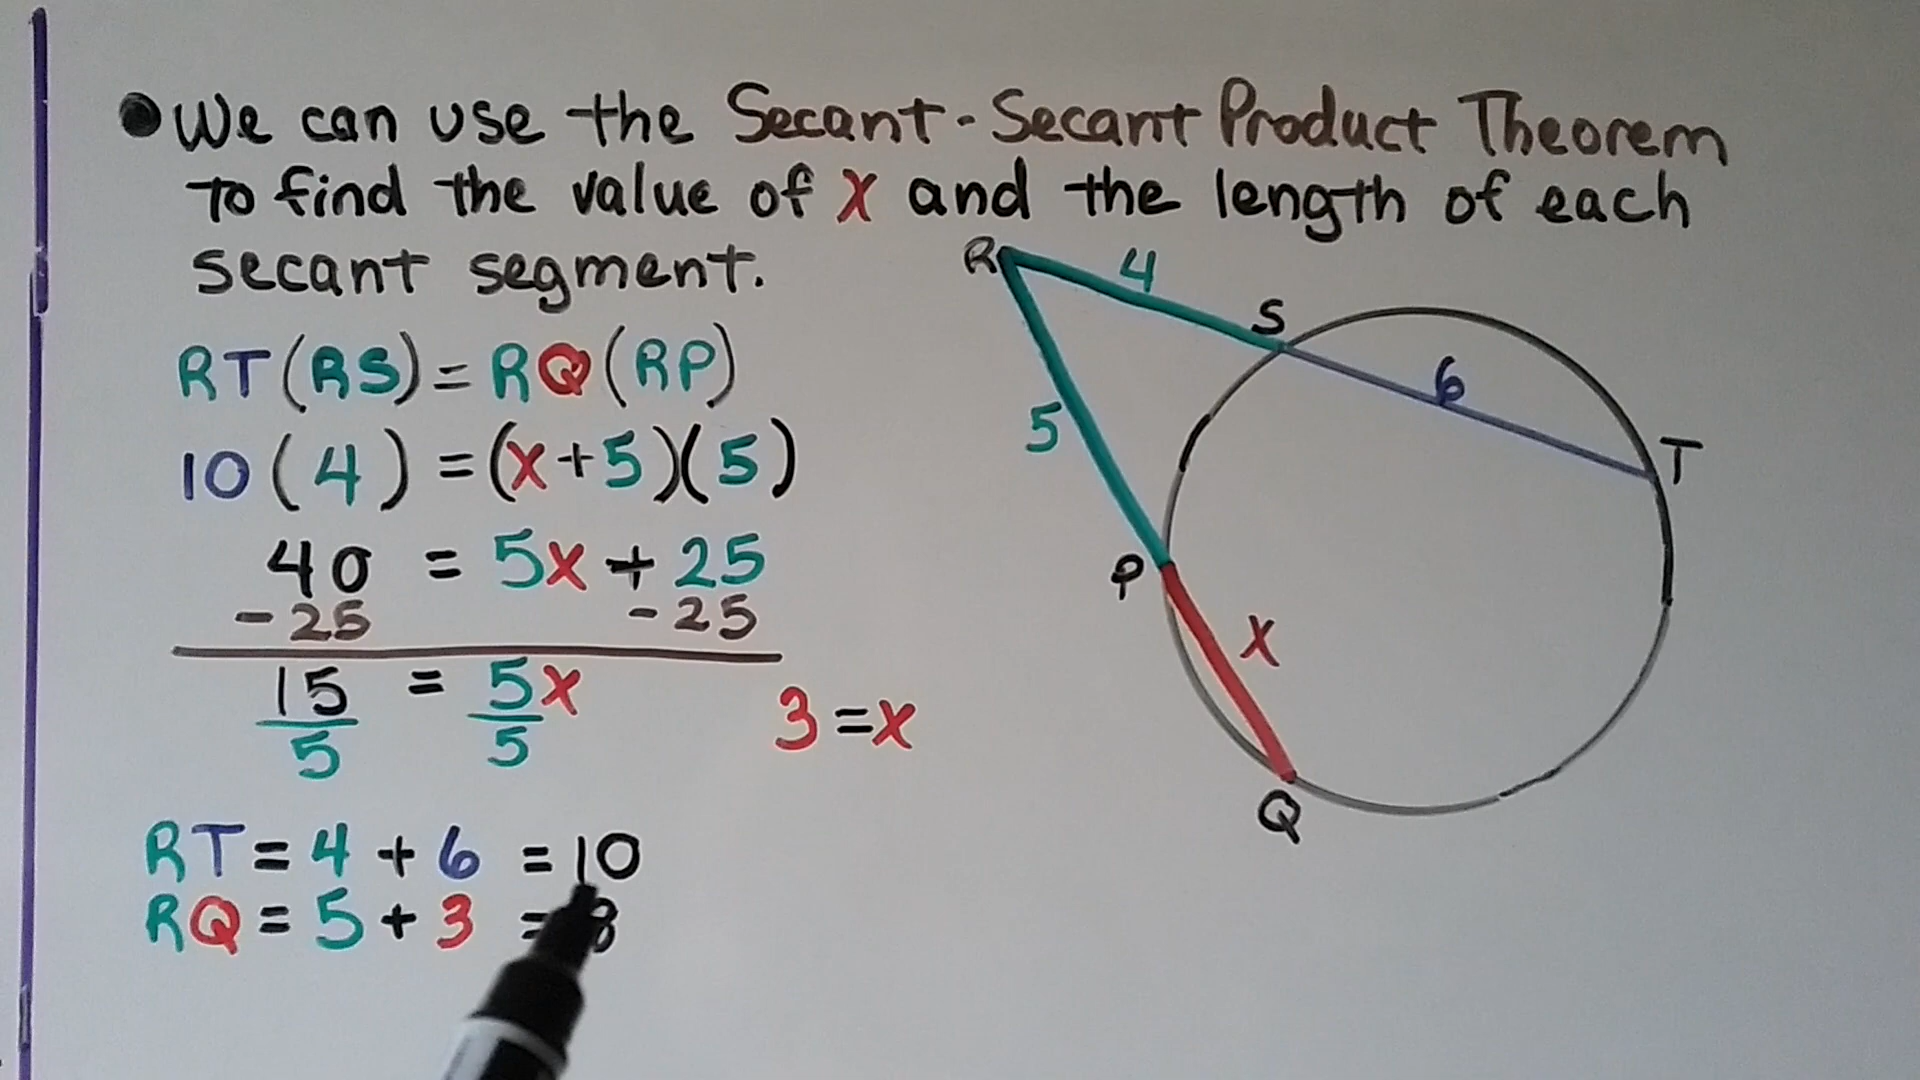 We can use the Secant-Secant Product Theorem
to find the value of x and the length of each
secant segment.
RT(RS)=RQ(RP)
10(4)=(x+5)(5)
40 = 5x + 25
-25 -25
15 = 5x
5 5
3=x
RT=4+6=10
RQ=5+3=8
R
4
S
6
T
5
P
x
Q